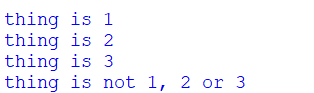 thing is 1
thing is 2
thing is 3
thing is not 1, 2 or 3